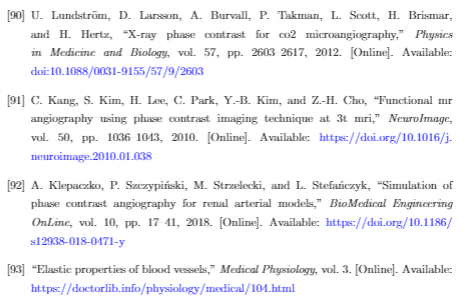 [90] U. Lundström, D. Larsson, A. Burvall, P. Takman, L. Scott, H. Brismar,
and H. Hertz, “X-ray phase contrast for co2 microangiography,” Physics
in Medicine and Biology, vol. 57, pp. 2603–2617, 2012. [Online]. Available:
doi:10.1088/0031-9155/57/9/2603
[91] C. Kang, S. Kim, H. Lee, C. Park, Y.-B. Kim, and Z.-H. Cho, “Functional mr
angiography using phase contrast imaging technique at 3t mri,” NeuroImage,
vol. 50, pp. 1036–1043, 2010. [Online]. Available: https://doi.org/10.1016/j.
neuroimage.2010.01.038
[92] A. Klepaczko, P. Szczypiński, M. Strzelecki, and L. Stefańczyk, “Simulation of
phase contrast angiography for renal arterial models,” BioMedical Engineering
OnLine, vol. 10, pp. 17–41, 2018. [Online]. Available: https://doi.org/10.1186/
s12938-018-0471-y
[93] “Elastic properties of blood vessels,” Medical Physiology, vol. 3. [Online]. Available:
https://doctorlib.info/physiology/medical/104.html